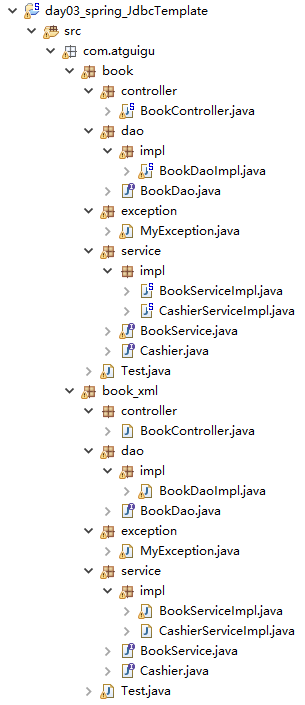 day03_spring_JdbcTemplate
src
com.atguigu
book
controller
BookController.java
dao
impl
BookDaoImpl.java
BookDao.java
exception
MyException.java
service
impl
BookServiceImpl.java
CashierServiceImpl.java
BookService.java
Cashier.java
Test.java
book_xml
controller
BookController.java
dao
impl
BookDaoImpl.java
BookDao.java
exception
MyException.java
service
impl
BookServiceImpl.java
CashierServiceImpl.java
BookService.java
Cashier.java
Test.java